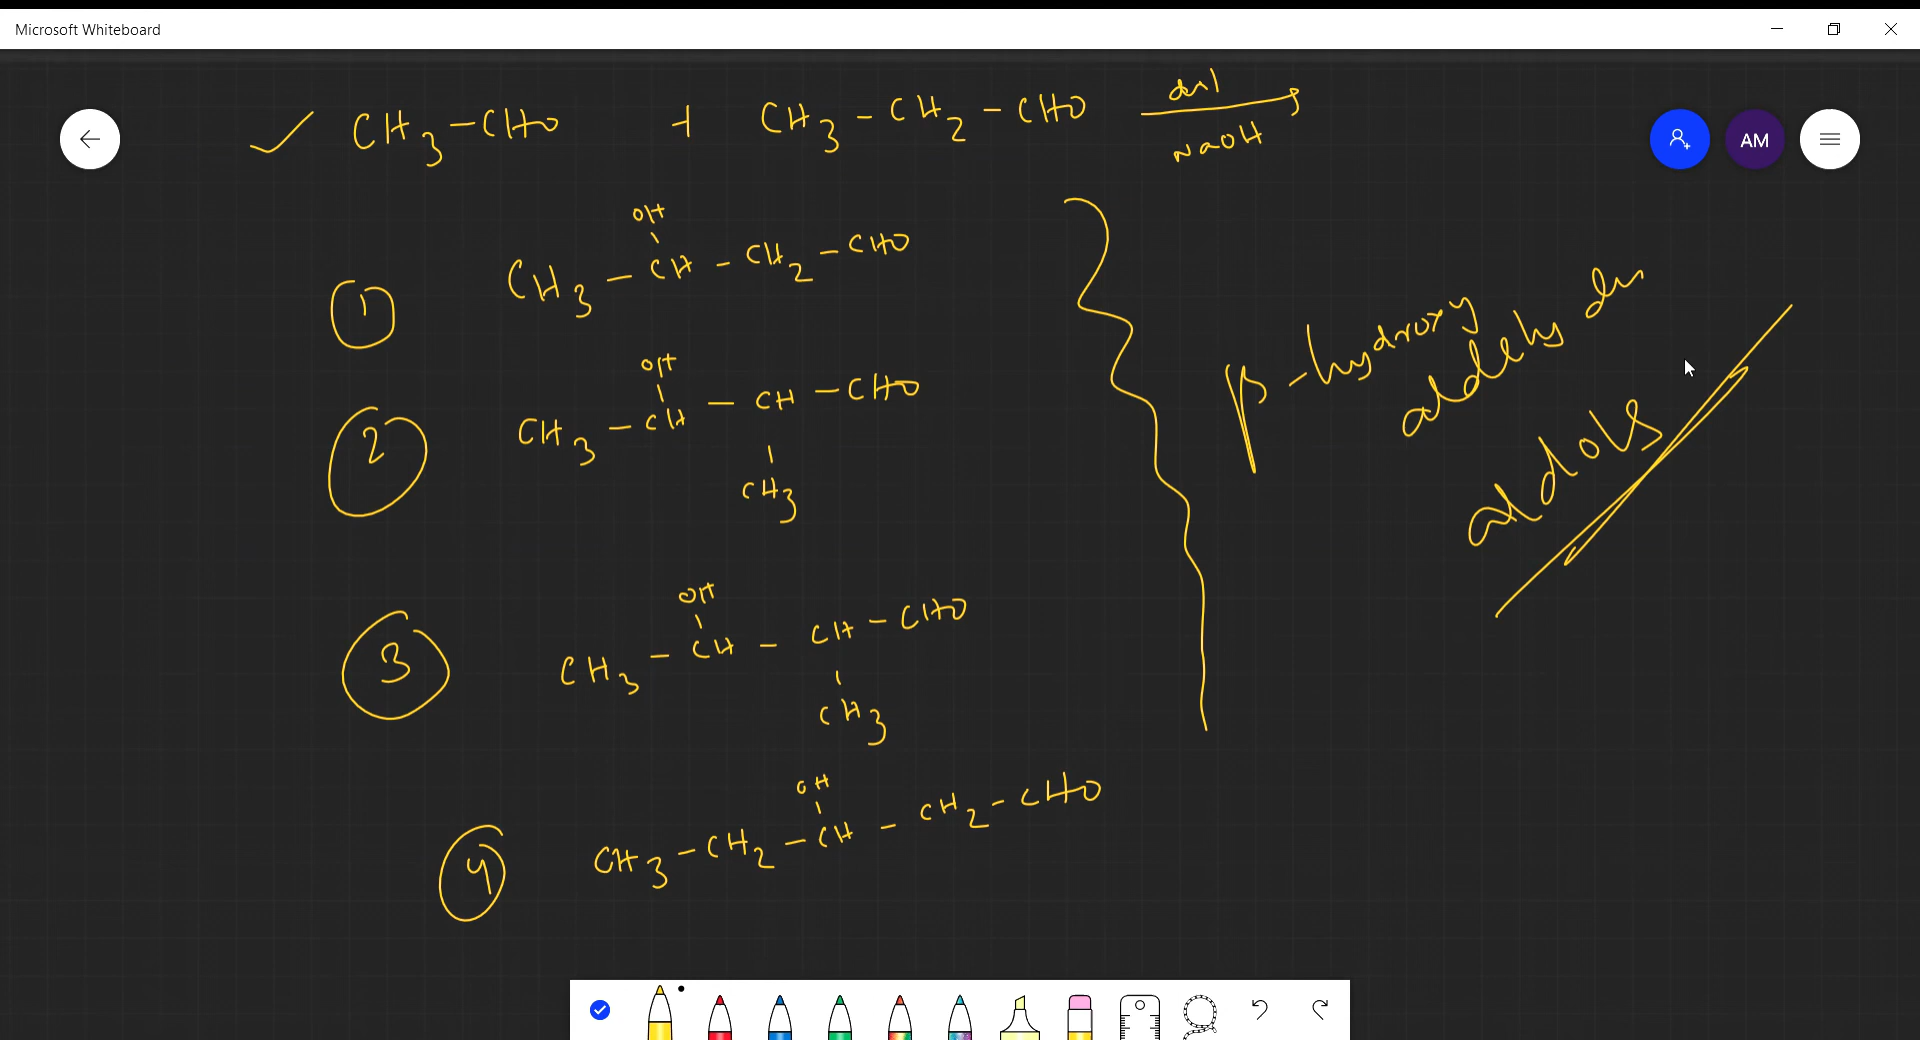 Microsoft Whiteboard
CH3-CHO + CH3-CH2-CHO dil
NaOH
AM
OH
1 CH3-CH-CH2-CHO
OH
2 CH3-CH-CH-CHO
CH3
β-hydroxy
aldehydes
aldols
OH
3 CH3-CH-CH-CHO
CH3
OH
4 CH3-CH2-CH-CH2-CHO